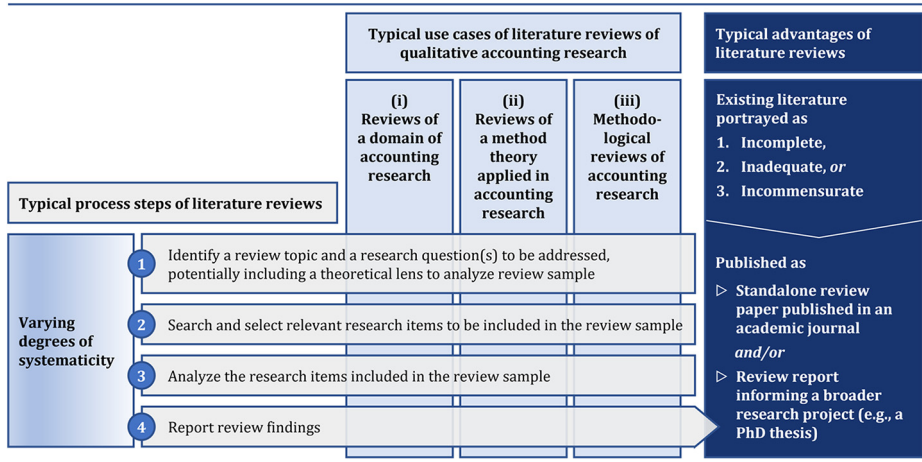 Typical use cases of literature reviews of
qualitative accounting research
Typical advantages of
literature reviews
(i)
Reviews of
a domain of
accounting
research
(ii)
Reviews of
a method
theory
applied in
accounting
research
(iii)
Methodo-
logical
reviews of
accounting
research
Existing literature
portrayed as
1. Incomplete,
2. Inadequate, or
3. Incommensurate
Typical process steps of literature reviews
Varying
degrees of
systematicity
1
Identify a review topic and a research question(s) to be addressed,
potentially including a theoretical lens to analyze review sample
2
Search and select relevant research items to be included in the review sample
3
Analyze the research items included in the review sample
4
Report review findings
Published as
▷ Standalone review
paper published in an
academic journal
and/or
▷ Review report
informing a broader
research project (e.g., a
PhD thesis)